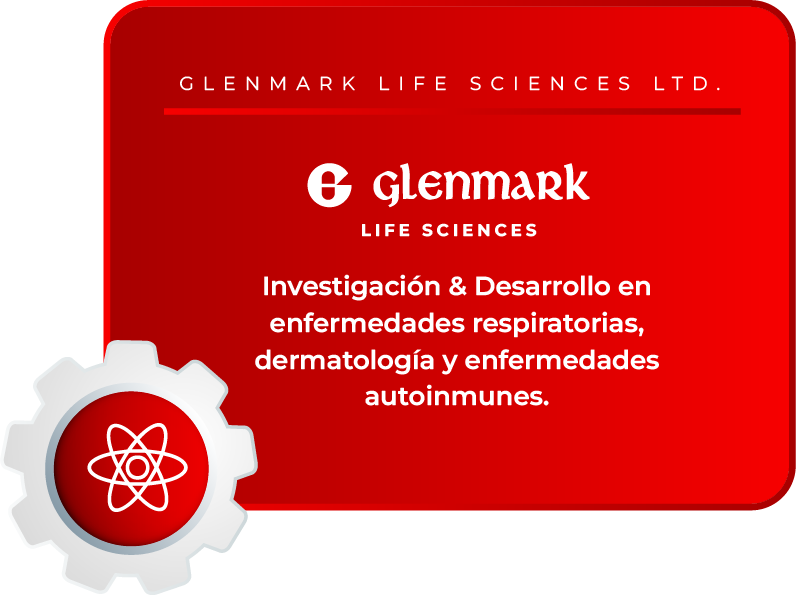 GLENMARK LIFE SCIENCES LTD.
glenmark
LIFE SCIENCES
Investigación & Desarrollo en
enfermedades respiratorias,
dermatología y enfermedades
autoinmunes.